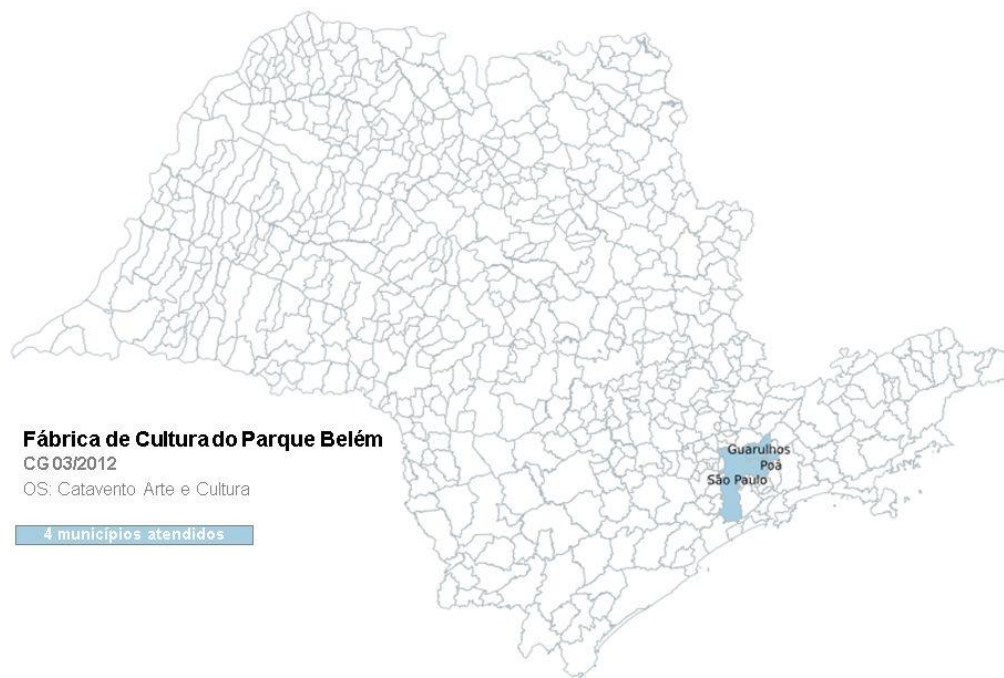 Guarulhos
Poá
São Paulo
Fábrica de Cultura do Parque Belém
CG 03/2012
OS: Catavento Arte e Cultura
4 municípios atendidos